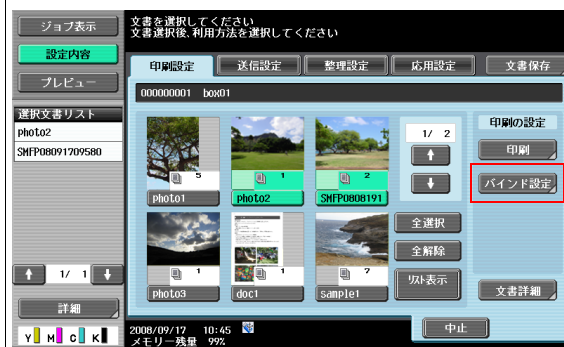 ジョブ表示
設定内容
プレビュー
選択文書リスト
photo2
SMFP08091709580
1/ 1
詳細
Y M C K
文書を選択してください
文書選択後、利用方法を選択してください
印刷設定
送信設定
整理設定
応用設定
文書保存
000000001 box01
5
photo1
1
photo2
2
SMFP0808191
1
photo3
1
doc1
7
sample1
1/ 2
全選択
全解除
リスト表示
印刷の設定
印刷
バインド設定
文書詳細
中止
2008/09/17 10:45
メモリー残量 99%